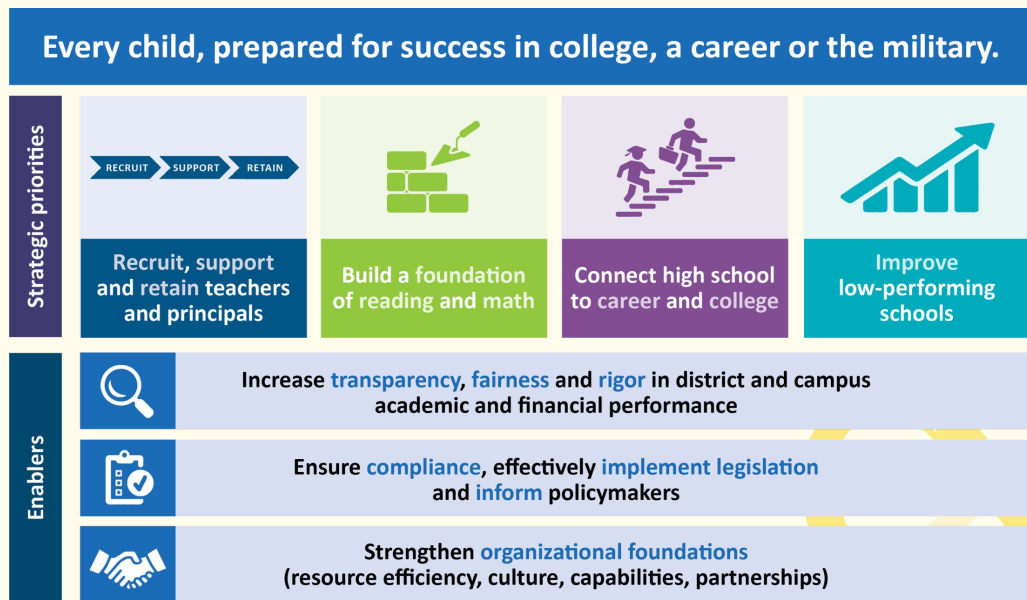 Every child, prepared for success in college, a career or the military.
Strategic priorities
RECRUIT
SUPPORT
RETAIN
Recruit, support
and retain teachers
and principals
Build a foundation
of reading and math
Connect high school
to career and college
Improve
low-performing
schools
Enablers
Increase transparency, fairness and rigor in district and campus
academic and financial performance
Ensure compliance, effectively implement legislation
and inform policymakers
Strengthen organizational foundations
(resource efficiency, culture, capabilities, partnerships)